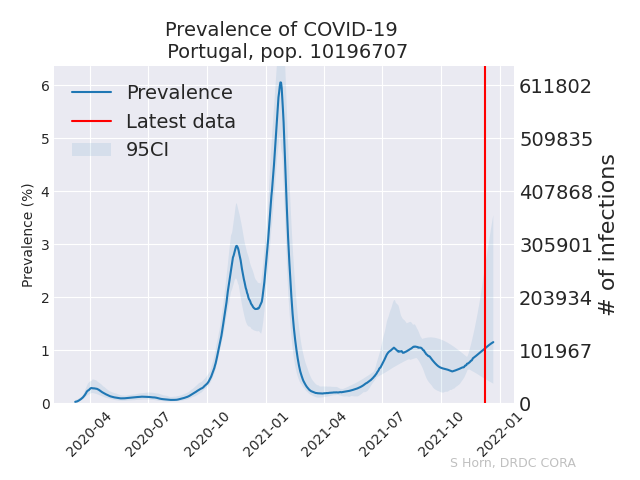 Prevalence of COVID-19
Portugal, pop. 10196707
Prevalence
Latest data
95CI
Prevalence (%)
6
5
4
3
2
1
0
611802
509835
407868
305901
203934
101967
0
# of infections
2020-04
2020-07
2020-10
2021-01
2021-04
2021-07
2021-10
2022-01
S Horn, DRDC CORA